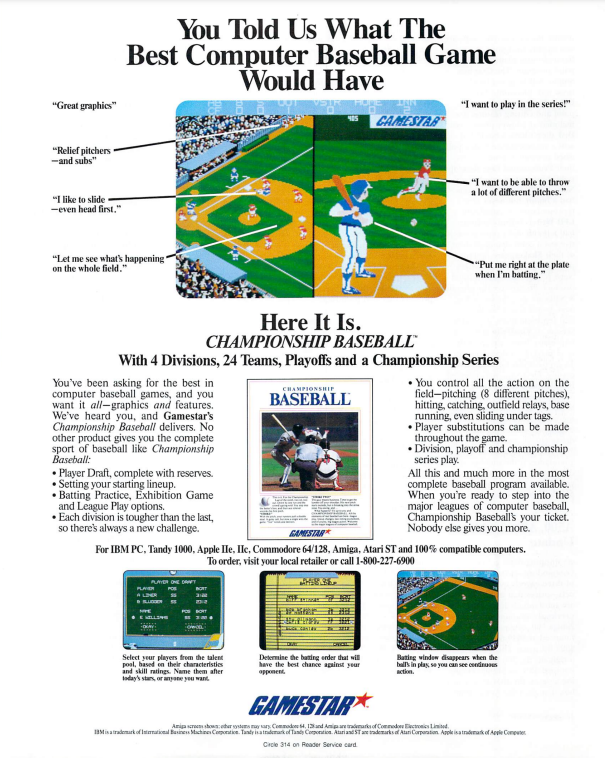 You Told Us What The
Best Computer Baseball Game
Would Have
“Great graphics”
“I want to play in the series!”
OUT VSTR HOME INN
405
GAMESTAR
“Relief pitchers
—and subs”
“I want to be able to throw
a lot of different pitches.”
“I like to slide
—even head first.”
“Let me see what’s happening
on the whole field.”
“Put me right at the plate
when I’m batting.”
Here It Is.
CHAMPIONSHIP BASEBALL™
With 4 Divisions, 24 Teams, Playoffs and a Championship Series
You’ve been asking for the best in
computer baseball games, and you
want it all—graphics and features.
We’ve heard you, and Gamestar’s
Championship Baseball delivers. No
other product gives you the complete
sport of baseball like Championship
Baseball:
• Player Draft, complete with reserves.
• Setting your starting lineup.
• Batting Practice, Exhibition Game
and League Play options.
• Each division is tougher than the last,
so there’s always a new challenge.
CHAMPIONSHIP
BASEBALL
GAMESTAR
• You control all the action on the
field—pitching (8 different pitches),
hitting, catching, outfield relays, base
running, even sliding under tags.
• Player substitutions can be made
throughout the game.
• Division, playoff and championship
series play.
All this and much more in the most
complete baseball program available.
When you’re ready to step into the
major leagues of computer baseball,
Championship Baseball’s your ticket.
Nobody else gives you more.
For IBM PC, Tandy 1000, Apple IIe, IIc, Commodore 64/128, Amiga, Atari ST and 100% compatible computers.
To order, visit your local retailer or call 1-800-227-6900
PLAYER ONE DRAFT
PLAYER POS BCRT
A LINER SS
B SLUGGER SS
NAME POS BCRT
E WILLIAMS SS
OKAY CANCEL
PLAYER ONE
BATTING LINEUP
NAME POS BCRT
Select your players from the talent
pool, based on their characteristics
and skill ratings. Name them after
today’s stars, or anyone you want.
Determine the batting order that will
have the best chance against your
opponent.
Batting window disappears when the
ball’s in play, so you can see continuous
action.
GAMESTAR
Amiga screens shown; other systems may vary. Commodore 64, 128 and Amiga are trademarks of Commodore Electronics Limited.
IBM is a trademark of International Business Machines Corporation. Tandy is a trademark of Tandy Corporation. Atari and ST are trademarks of Atari Corporation. Apple is a trademark of Apple Computer.
Circle 314 on Reader Service card.